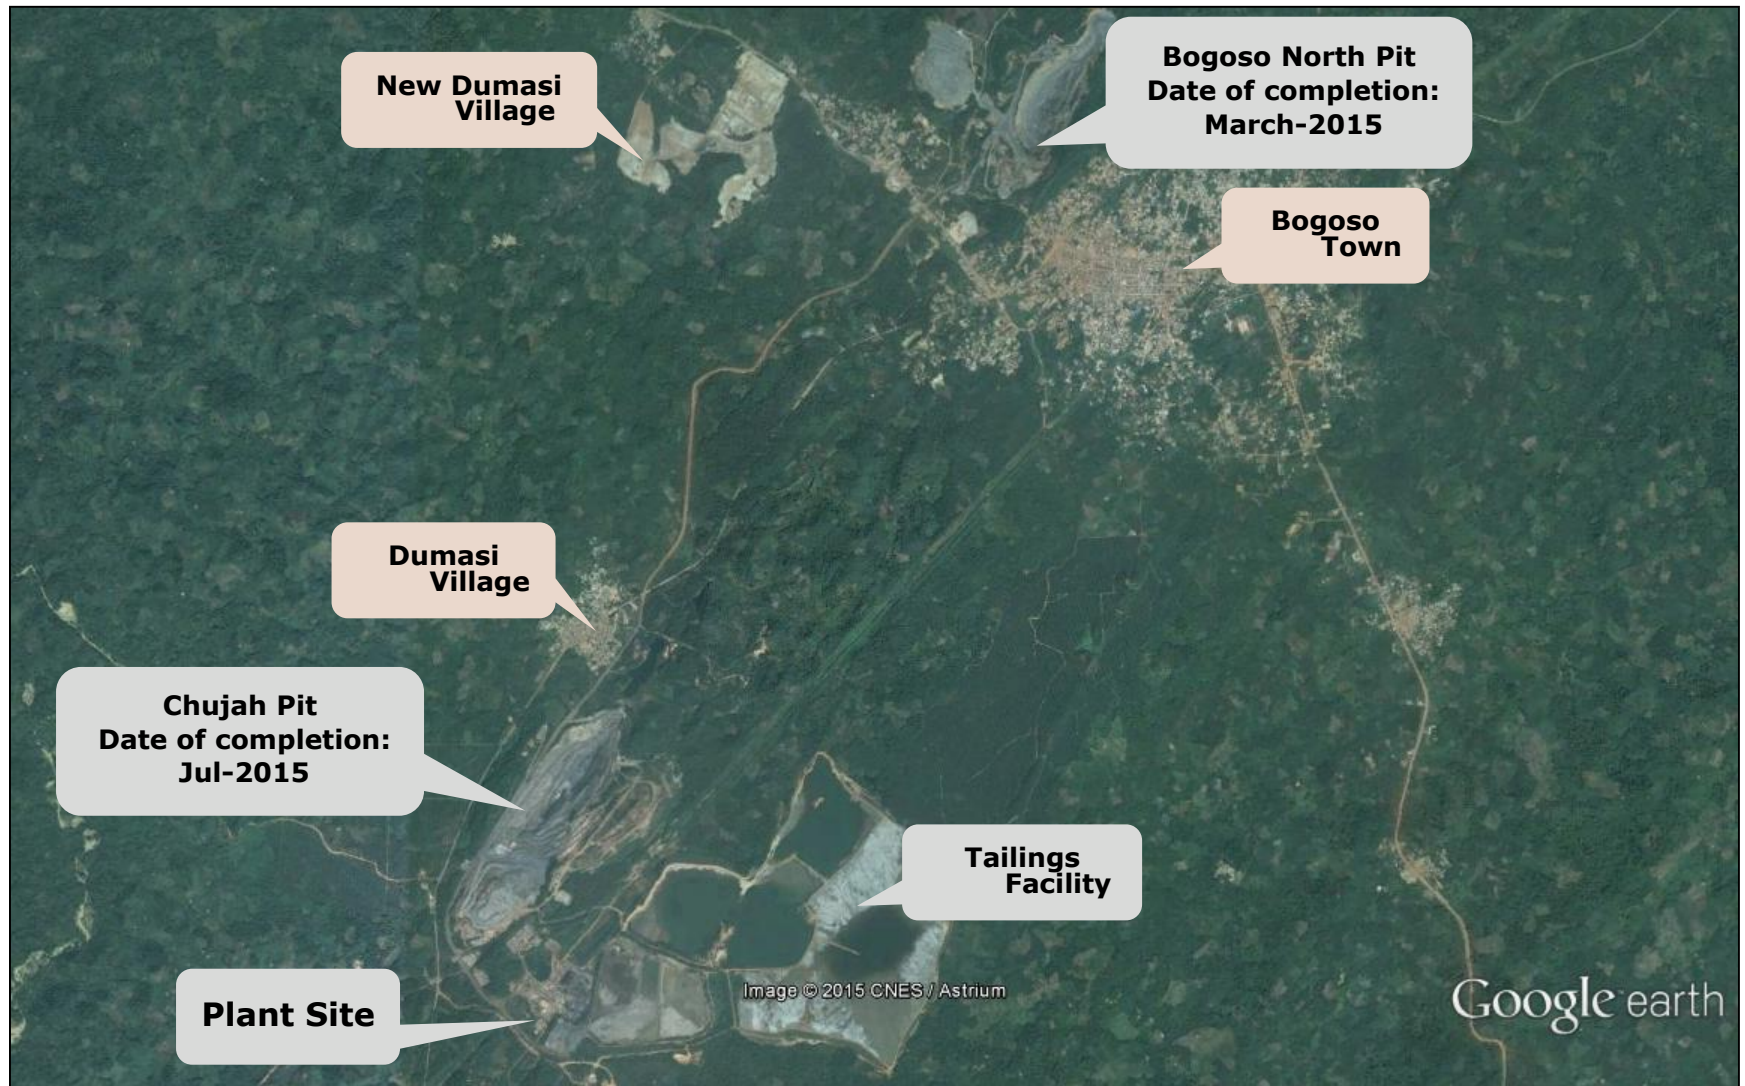 New Dumasi
Village
Bogoso North Pit
Date of completion:
March-2015
Bogoso
Town
Dumasi
Village
Chujah Pit
Date of completion:
Jul-2015
Tailings
Facility
Plant Site
Image © 2015 CNES / Astrium
Google earth